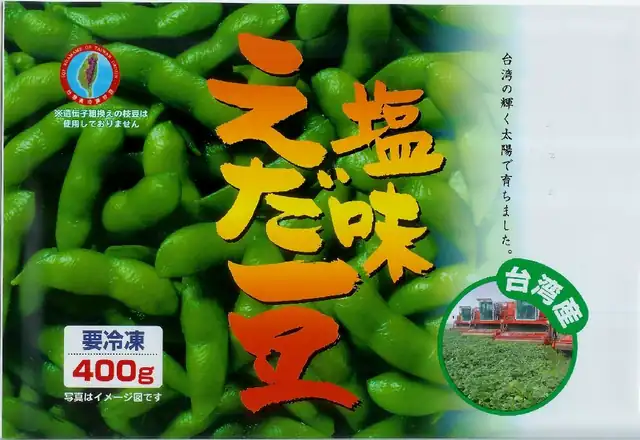 ※遺伝子組換えの枝豆は
使用しておりません
塩味
えだ一豆
台湾の輝く太陽で育ちました。
台湾産
要冷凍
400g
写真はイメージ図です